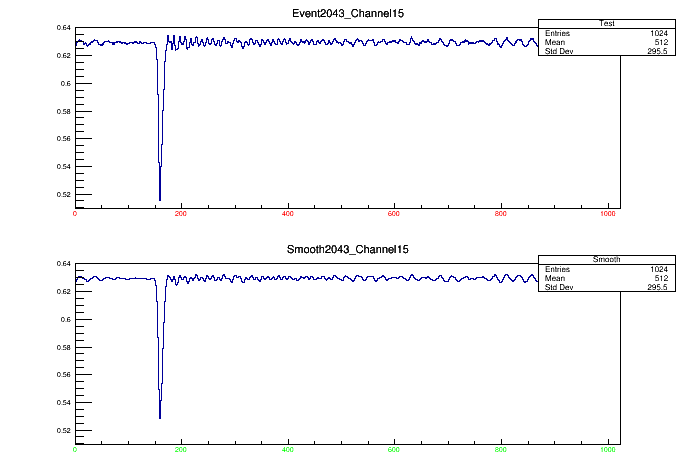 Event2043_Channel15
Test
Entries 1024
Mean 512
Std Dev 295.5
0.64
0.62
0.6
0.58
0.56
0.54
0.52
0 200 400 600 800 1000
Smooth2043_Channel15
Smooth
Entries 1024
Mean 512
Std Dev 295.5
0.64
0.62
0.6
0.58
0.56
0.54
0.52
0 200 400 600 800 1000